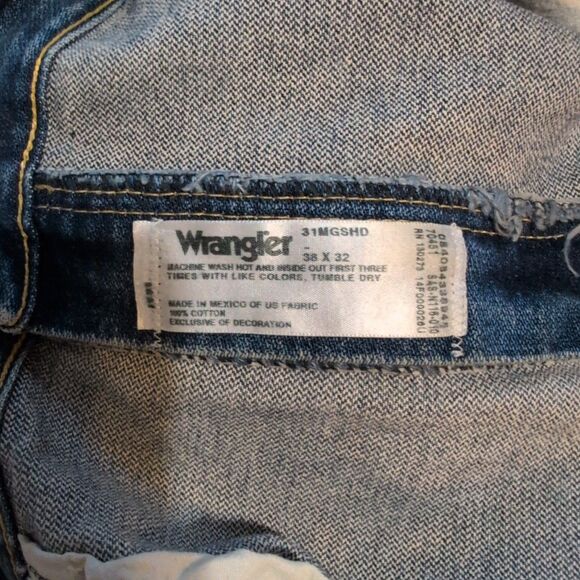 Wrangler
31MGSHD
-
38 X 32
MACHINE WASH HOT AND INSIDE OUT FIRST THREE
TIMES WITH LIKE COLORS, TUMBLE DRY
MADE IN MEXICO OF US FABRIC
100% COTTON
EXCLUSIVE OF DECORATION